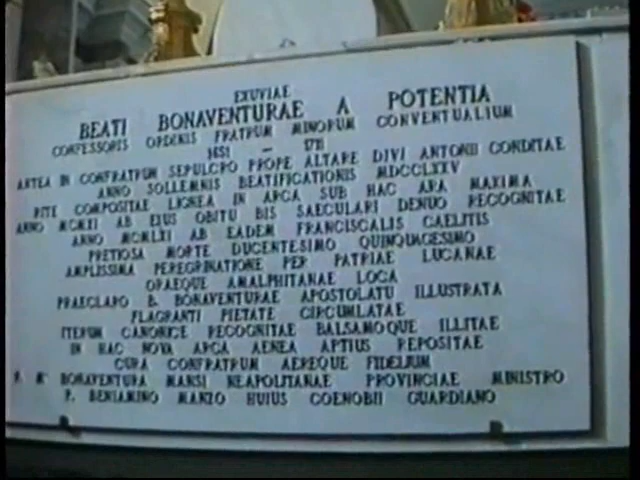 EXUVIAE
BEATI BONAVENTURAE A POTENTIA
CONFESSORIS ORDINIS FRATRUM MINORUM CONVENTUALIUM
1651 – 1711
ANTEA IN CONFRATRUM SEPULCRO PROPE ALTARE DIVI ANTONII CONDITAE
ANNO SOLLEMNIS BEATIFICATIONIS MDCCLXXV
RITE COMPOSITAE LIGNEA IN ARCA SUB HAC ARA MAXIMA
ANNO MCMXI AB EIUS OBITU BIS SAECULARI DENUO RECOGNITAE
ANNO MCMLXI AB EADEM FRANCISCALIS CAELITIS
PRETIOSA MORTE DUCENTESIMO QUINQUAGESIMO
AMPLISSIMA PEREGRINATIONE PER PATRIAE LUCANAE
ORAEQUE AMALPHITANAE LOCA
PRAECLARO B. BONAVENTURAE APOSTOLATU ILLUSTRATA
FLAGRANTI PIETATE CIRCUMLATAE
ITERUM CANONICE RECOGNITAE BALSAMOQUE ILLITAE
IN HAC NOVA ARCA AENEA APTIUS REPOSITAE
CURA CONFRATRUM AEREQUE FIDELIUM
P. M° BONAVENTURA MANSI NEAPOLITANAE PROVINCIAE MINISTRO
P. BENIAMINO MANZO HUIUS COENOBII GUARDIANO